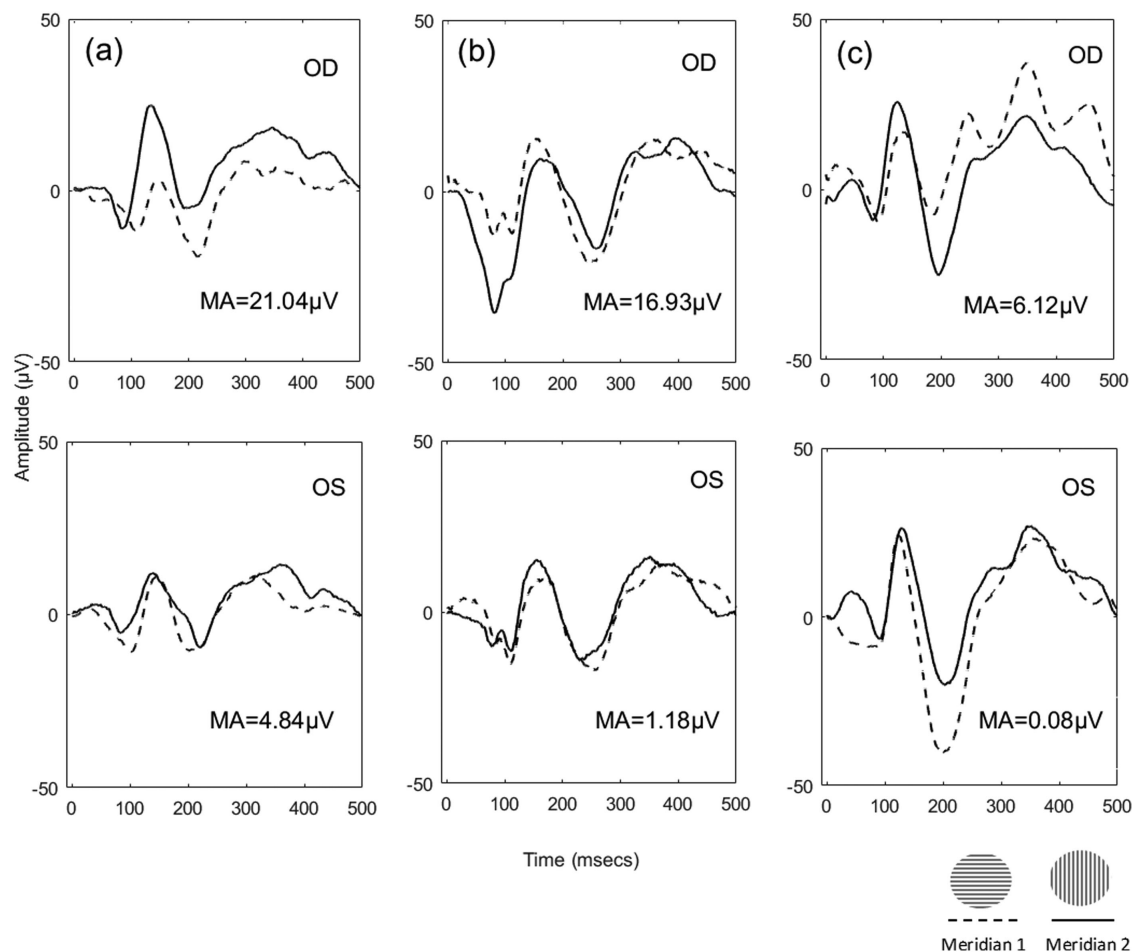 (a)
OD
MA=21.04µV
50
0
-50
0 100 200 300 400 500
(b)
OD
MA=16.93µV
50
0
-50
0 100 200 300 400 500
(c)
OD
MA=6.12µV
50
0
-50
0 100 200 300 400 500
Amplitude (µV)
OS
MA=4.84µV
50
0
-50
0 100 200 300 400 500
OS
MA=1.18µV
50
0
-50
0 100 200 300 400 500
OS
MA=0.08µV
50
0
-50
0 100 200 300 400 500
Time (msecs)
Meridian 1 Meridian 2